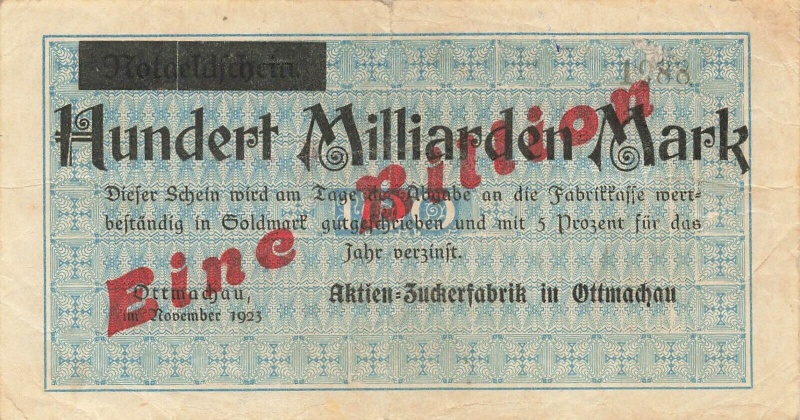 Notgeldschein.
1988
Hundert Milliarden Mark
Eine Billion
Dieser Schein wird am Tage der Abgabe an die Fabrikkasse wert-
beständig in Goldmark gutgeschrieben und mit 5 Prozent für das
Jahr verzinst.
Ottmachau,
im November 1923
Aktien-Zuckerfabrik in Ottmachau